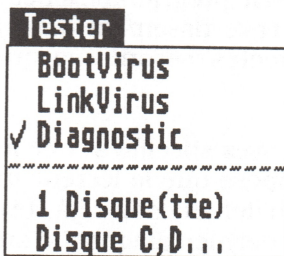 Tester
BootVirus
LinkVirus
✓ Diagnostic
1 Disque(tte)
Disque C,D...